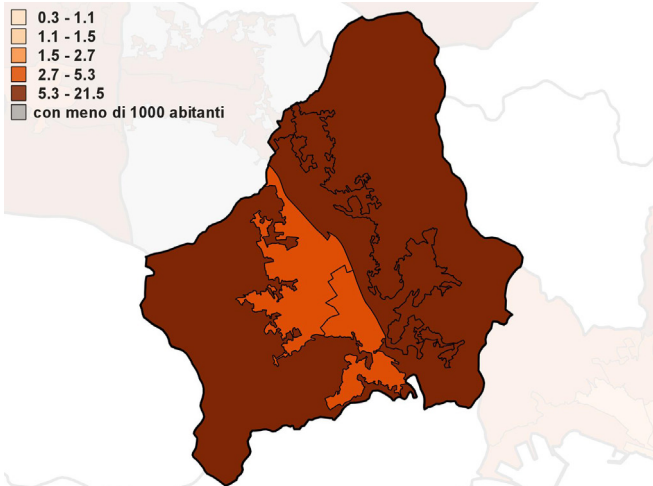 0.3 - 1.1
1.1 - 1.5
1.5 - 2.7
2.7 - 5.3
5.3 - 21.5
con meno di 1000 abitanti